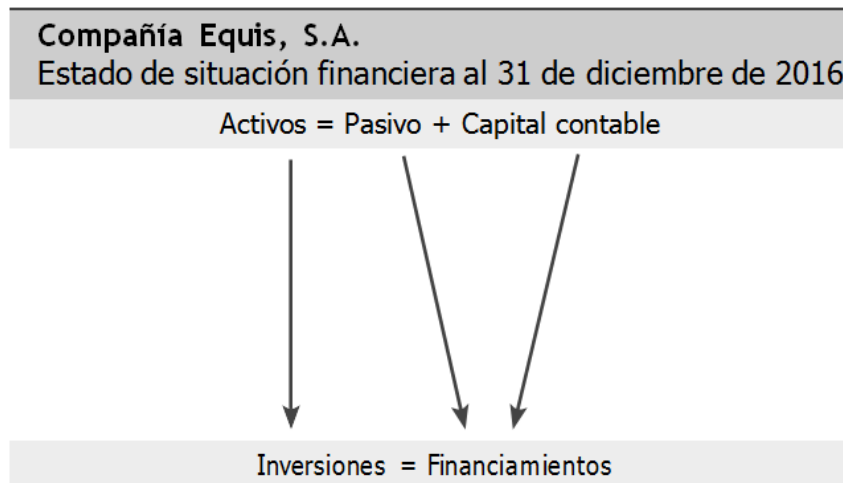 Compañía Equis, S.A.
Estado de situación financiera al 31 de diciembre de 2016
Activos = Pasivo + Capital contable
Inversiones = Financiamientos